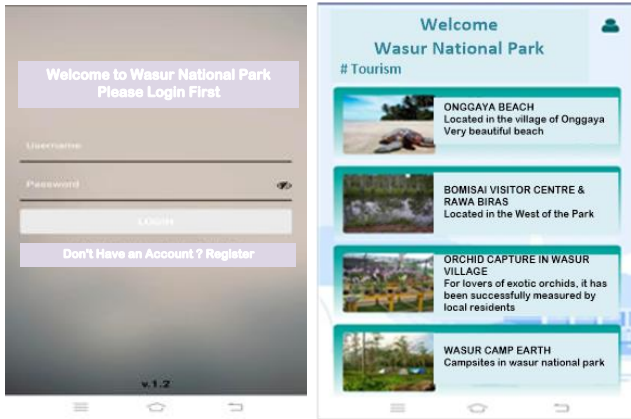 Welcome to Wasur National Park
Please Login First
Username
Password
LOGIN
Don't Have an Account ? Register
v.1.2
Welcome
Wasur National Park
# Tourism
ONGGAYA BEACH
Located in the village of Onggaya
Very beautiful beach
BOMISAI VISITOR CENTRE &
RAWA BIRAS
Located in the West of the Park
ORCHID CAPTURE IN WASUR
VILLAGE
For lovers of exotic orchids, it has
been successfully measured by
local residents
WASUR CAMP EARTH
Campsites in wasur national park